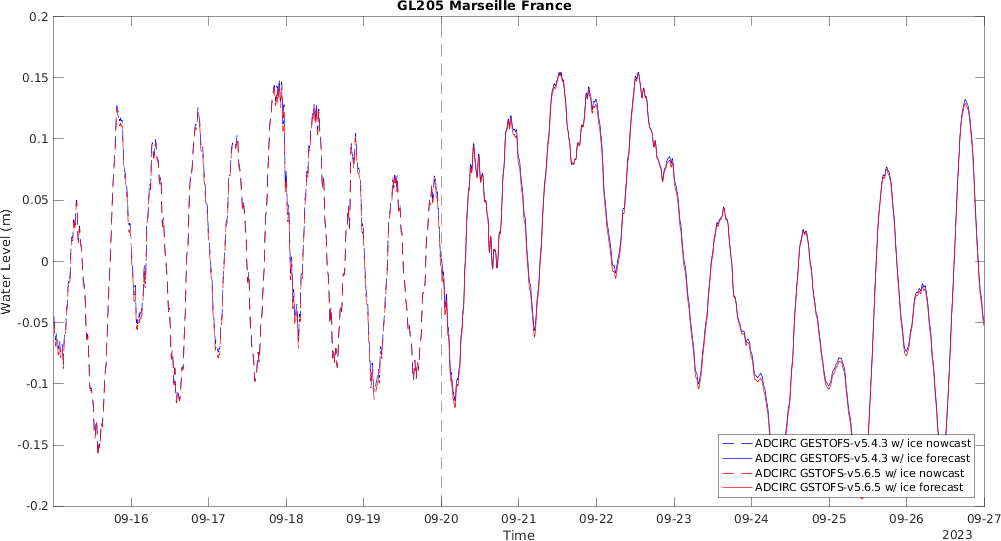 GL205 Marseille France
0.2
0.15
0.1
0.05
0
-0.05
-0.1
-0.15
-0.2
Water Level (m)
ADCIRC GESTOFS-v5.4.3 w/ ice nowcast
ADCIRC GESTOFS-v5.4.3 w/ ice forecast
ADCIRC GSTOFS-v5.6.5 w/ ice nowcast
ADCIRC GSTOFS-v5.6.5 w/ ice forecast
09-16 09-17 09-18 09-19 09-20 09-21 09-22 09-23 09-24 09-25 09-26 09-27
Time
2023